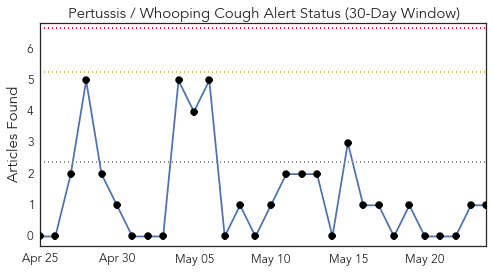 Pertussis / Whooping Cough Alert Status (30-Day Window)
Articles Found
6
5
4
3
2
1
0
Apr 25 Apr 30 May 05 May 10 May 15 May 20